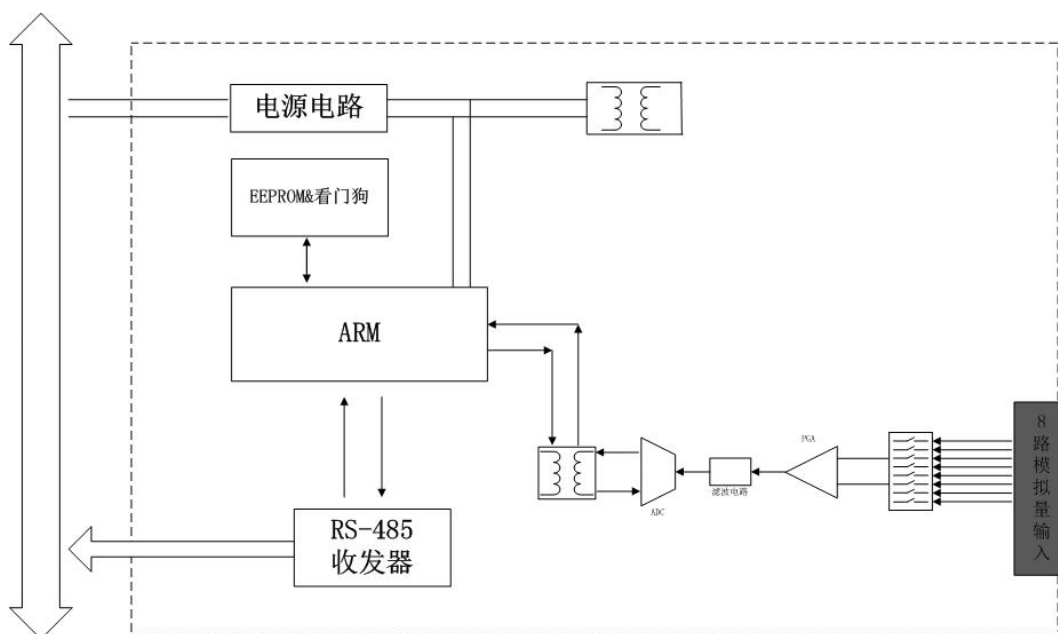 电源电路
EEPROM&看门狗
ARM
PGA
滤波电路
ADC
8路模拟量输入
RS-485
收发器